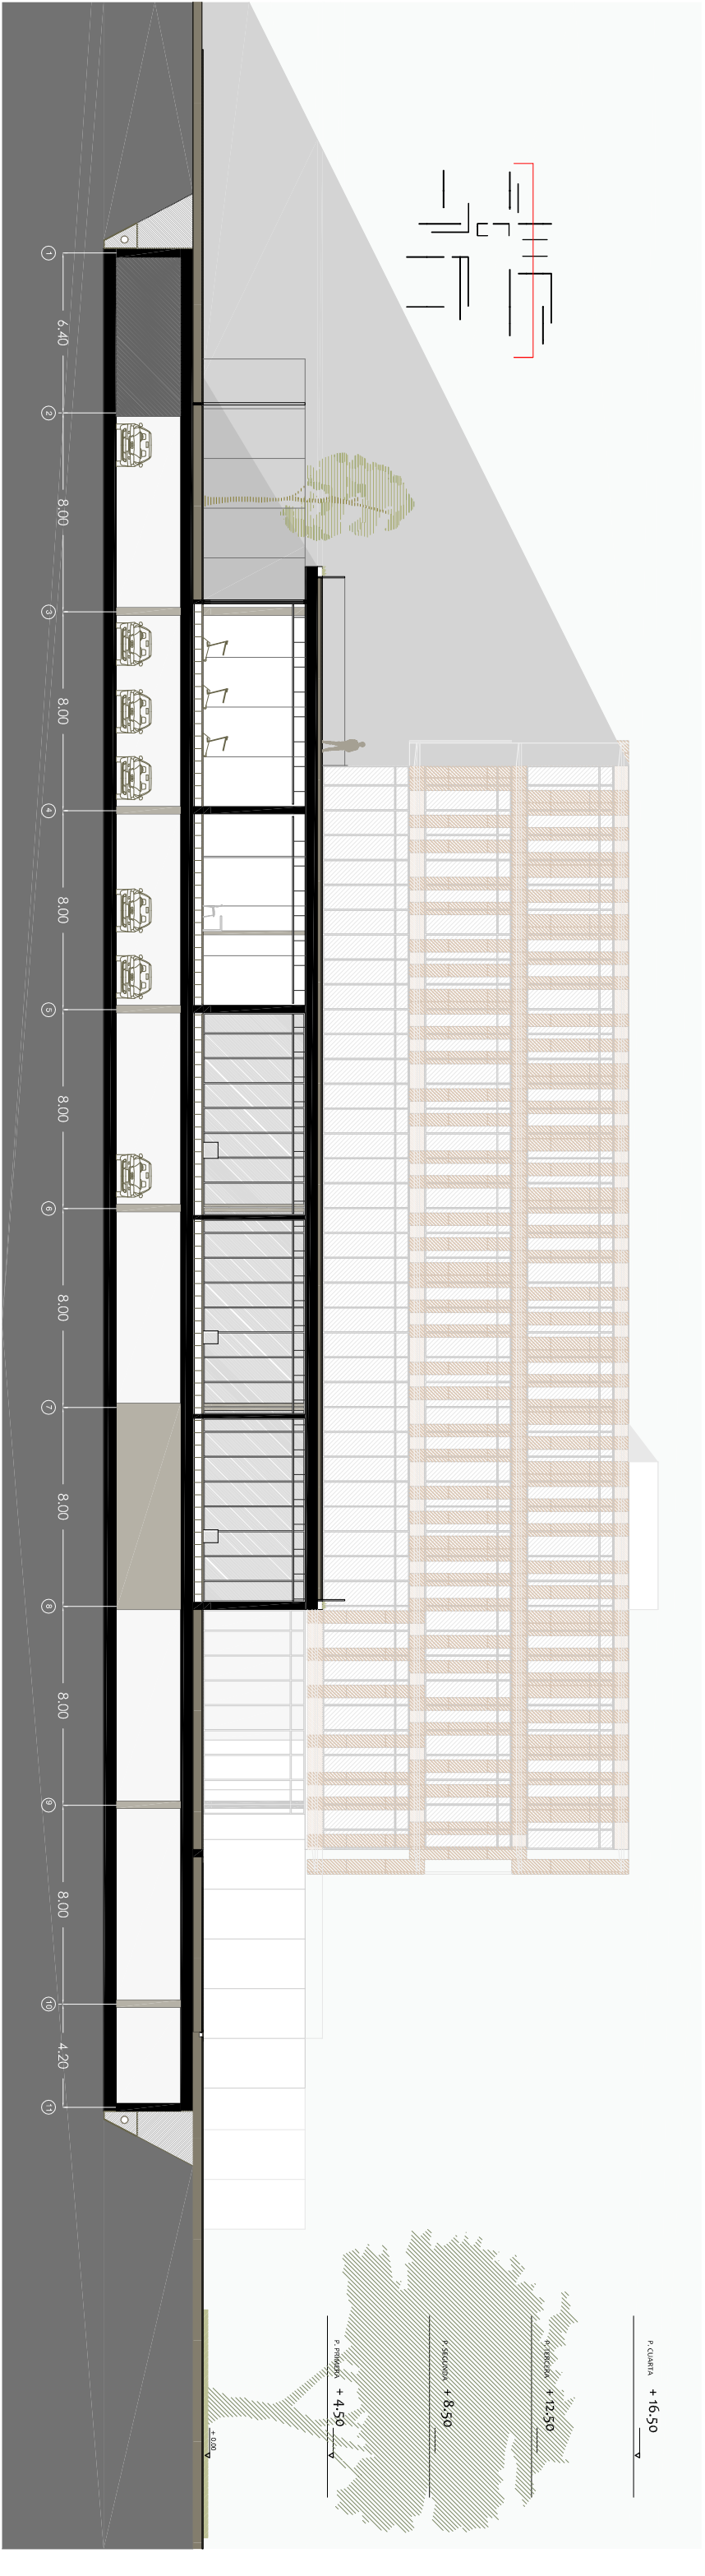 P. CUARTA + 16.50
P. TERCERA + 12.50
P. SEGUNDA + 8.50
P. PRIMERA + 4.50
+ 0.00
6.40 8.00 8.00 8.00 8.00 8.00 8.00 8.00 8.00 4.20
1 2 3 4 5 6 7 8 9 10 11